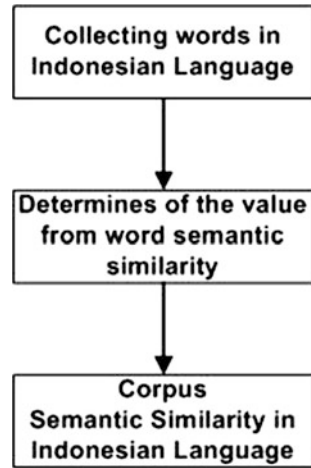 Collecting words in
Indonesian Language
Determines of the value
from word semantic
similarity
Corpus
Semantic Similarity in
Indonesian Language